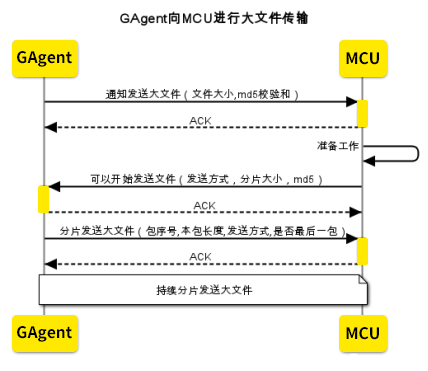 GAgent向MCU进行大文件传输
GAgent
MCU
通知发送大文件（文件大小,md5校验和）
ACK
准备工作
可以开始发送文件（发送方式，分片大小，md5）
ACK
分片发送大文件（包序号,本包长度,发送方式,是否最后一包）
ACK
持续分片发送大文件
GAgent
MCU